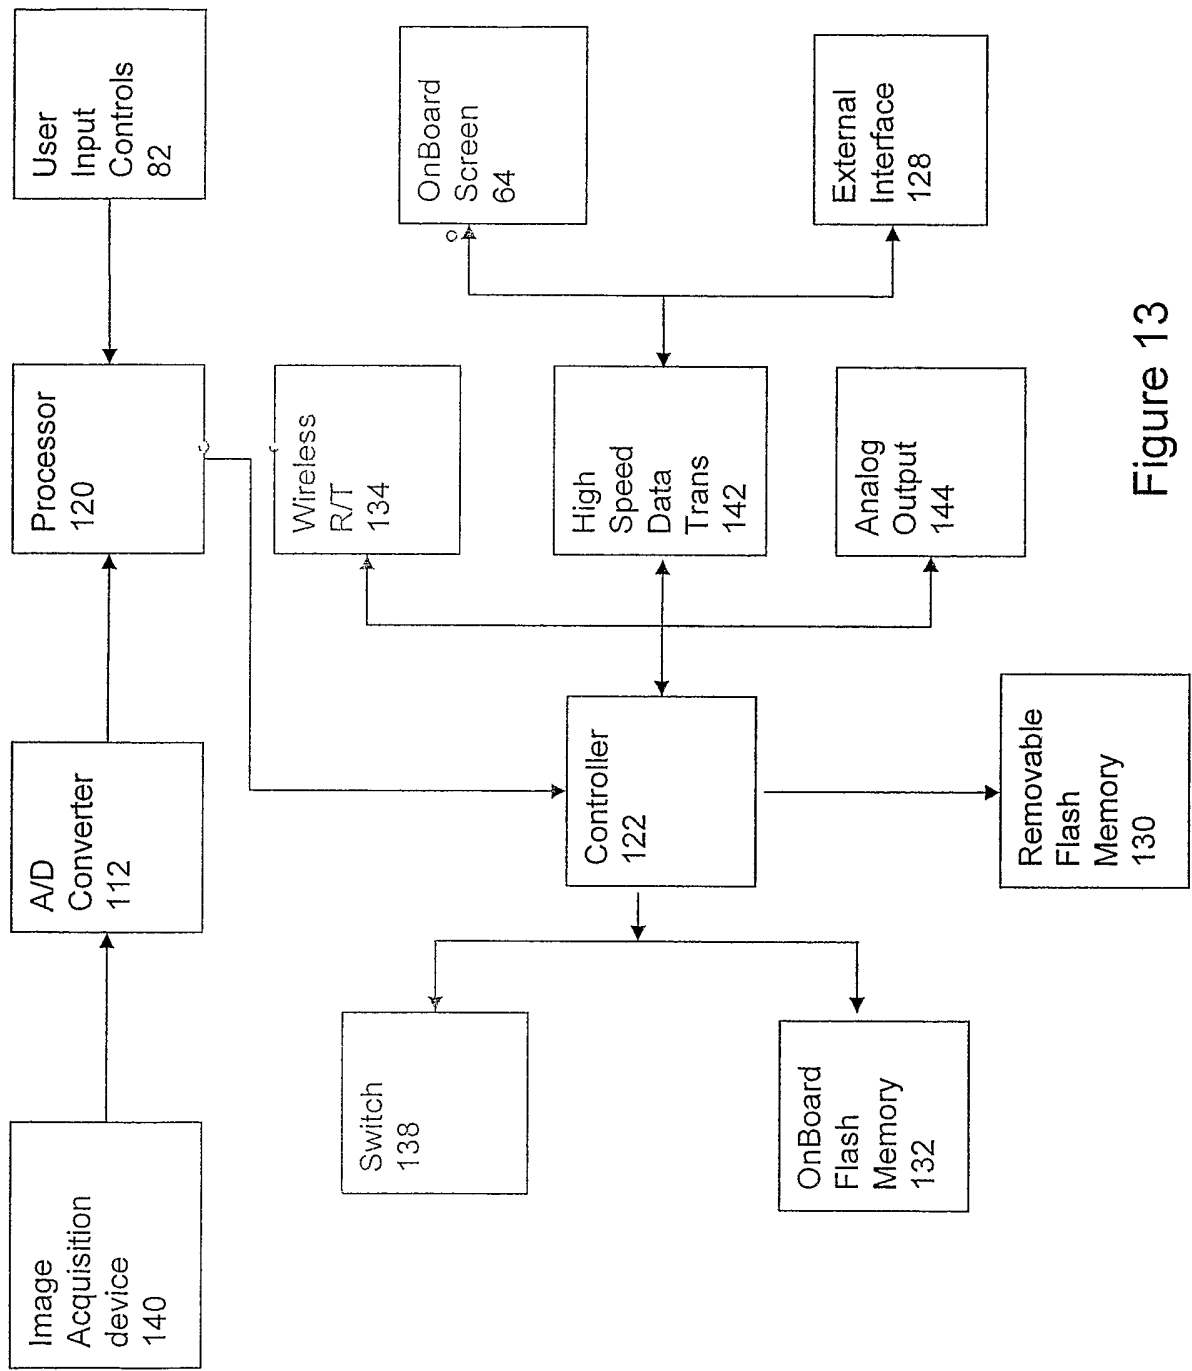 Image
Acquisition
device
140
A/D
Converter
112
Processor
120
User
Input
Controls
82
Switch
138
Wireless
R/T
134
OnBoard
Screen
64
Controller
122
High
Speed
Data
Trans
142
OnBoard
Flash
Memory
132
Analog
Output
144
External
Interface
128
Removable
Flash
Memory
130
Figure 13